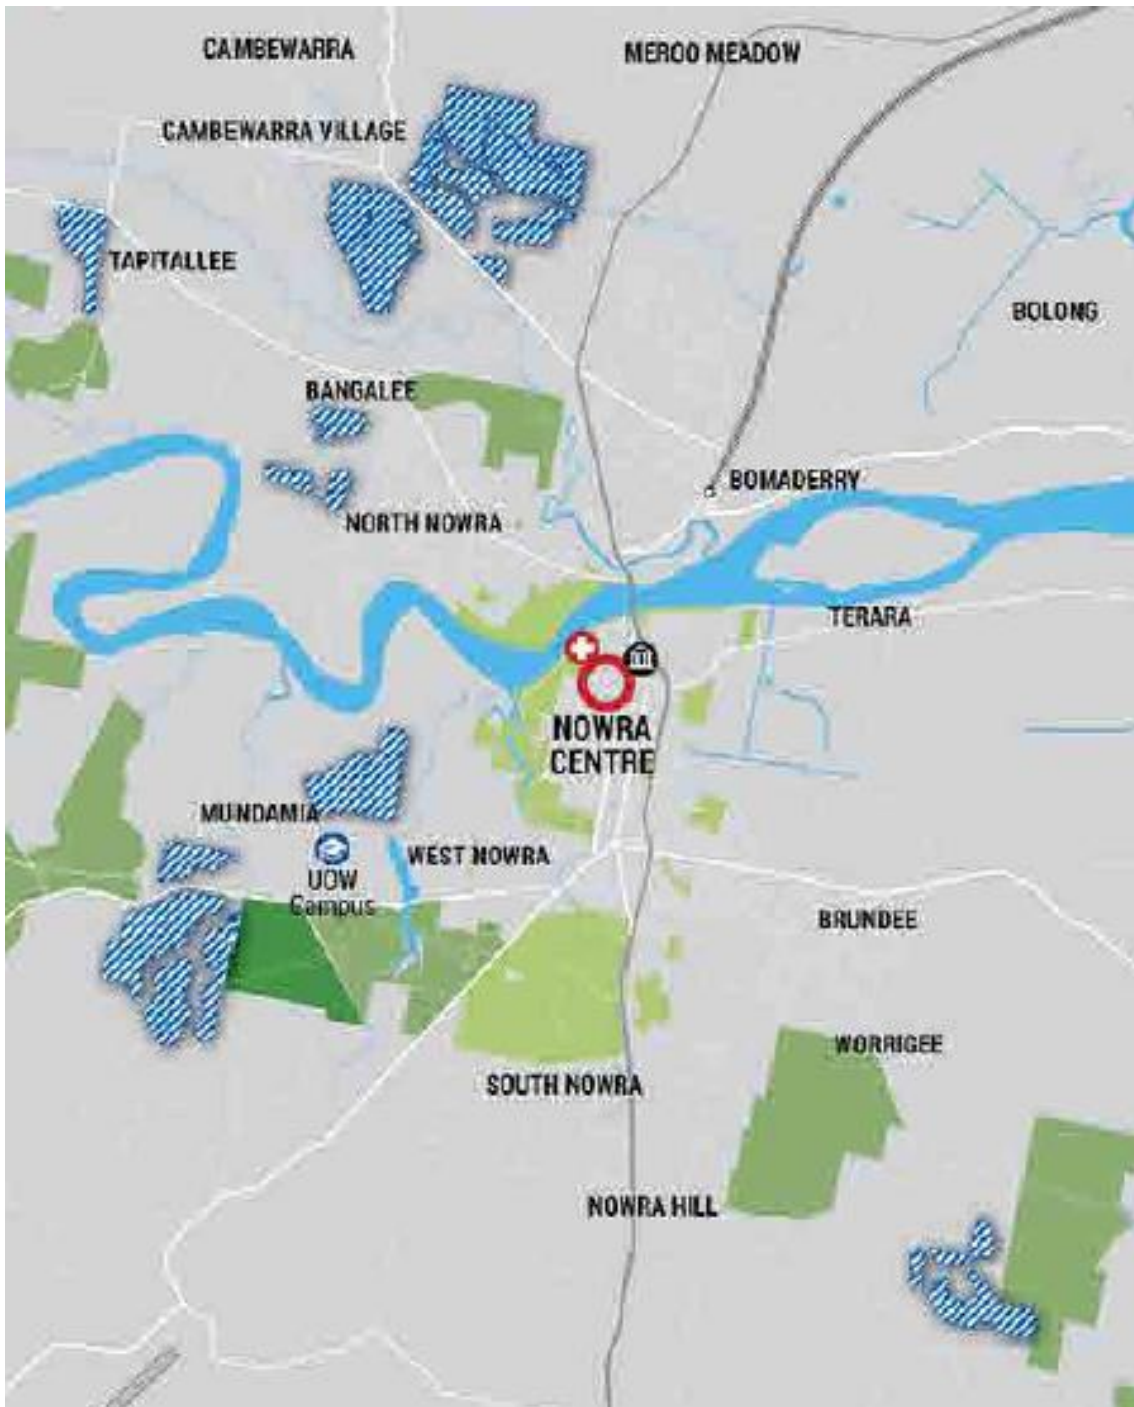 CAMBEWARRA
MEROO MEADOW
CAMBEWARRA VILLAGE
TAPITALLEE
BOLONG
BANGALEE
BOMADERRY
NORTH NOWRA
TERARA
NOWRA
CENTRE
MUNDAMIA
WEST NOWRA
UOW
Campus
BRUNDEE
WORRIGEE
SOUTH NOWRA
NOWRA HILL